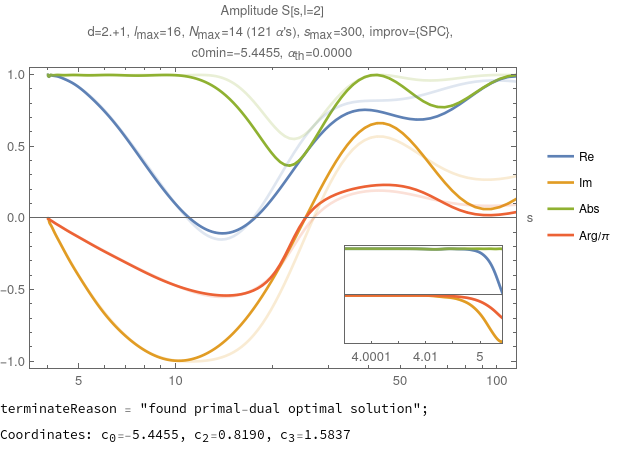 Amplitude S[s,l=2]
d=2.+1, lmax=16, Nmax=14 (121 α's), smax=300, improv={SPC},
c0min=−5.4455, αth=0.0000
1.0
0.5
0.0
−0.5
−1.0
5
10
50
100
s
Re
Im
Abs
Arg/π
4.0001
4.01
5
terminateReason = "found primal-dual optimal solution";
Coordinates: c0=-5.4455, c2=0.8190, c3=1.5837